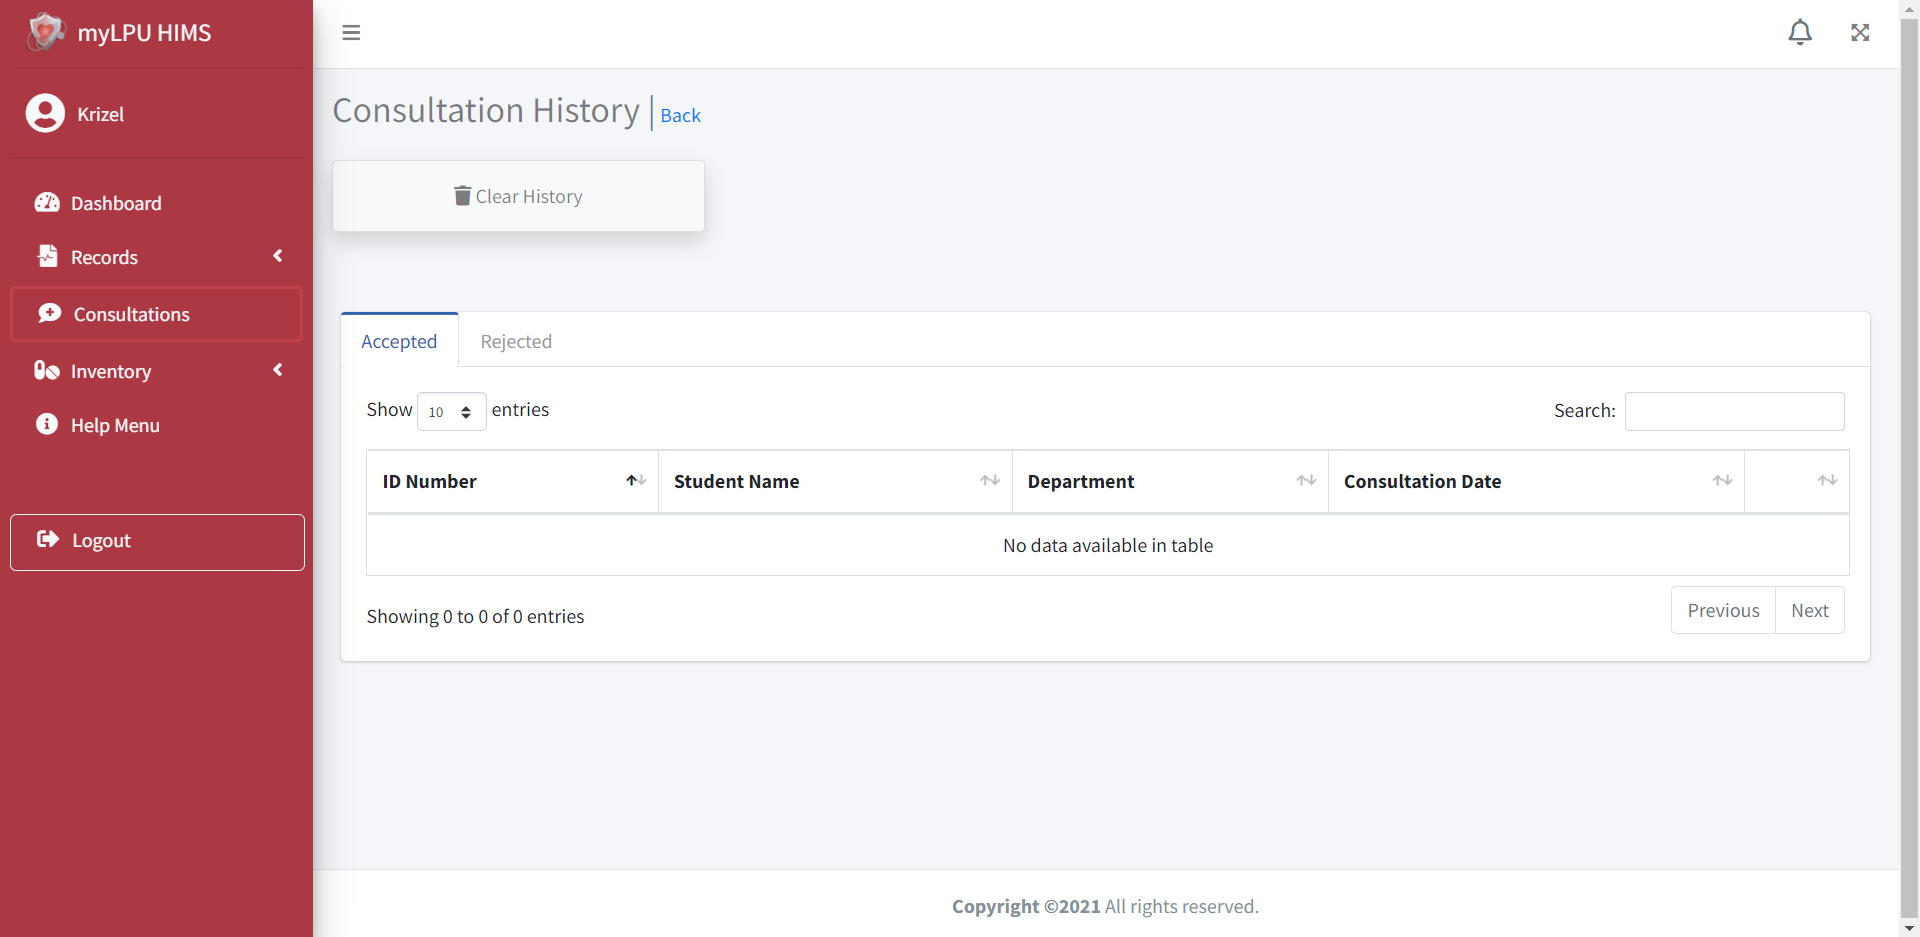 myLPU HIMS
Krizel
Dashboard
Records
Consultations
Inventory
Help Menu
Logout
Consultation History | Back
Clear History
Accepted
Rejected
Show 10 entries
Search:
ID Number
Student Name
Department
Consultation Date
No data available in table
Showing 0 to 0 of 0 entries
Previous
Next
Copyright ©2021 All rights reserved.